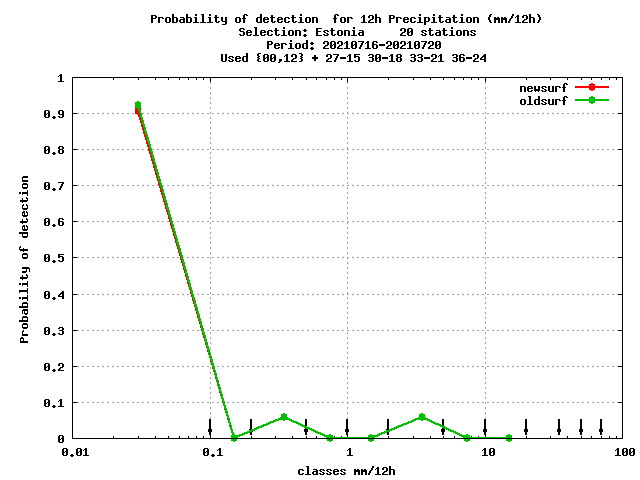 Probability of detection  for 12h Precipitation (mm/12h)
Selection: Estonia     20 stations
Period: 20210716-20210720
Used {00,12} + 27-15 30-18 33-21 36-24
newsurf
oldsurf
Probability of detection
1
0.9
0.8
0.7
0.6
0.5
0.4
0.3
0.2
0.1
0
0.01 0.1 1 10 100
classes mm/12h